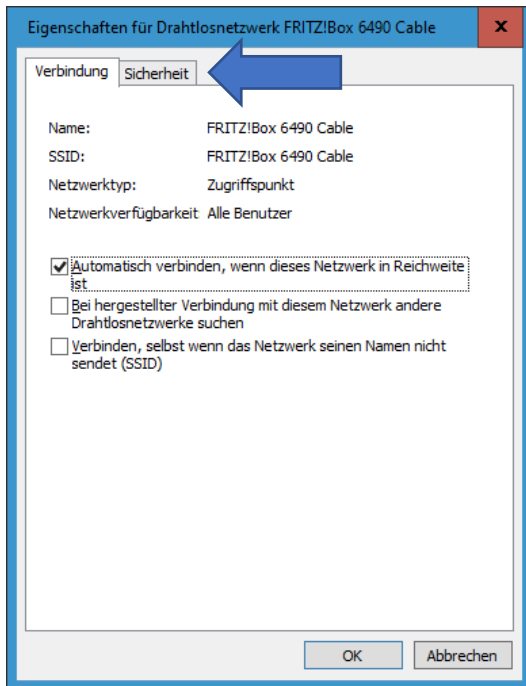 Eigenschaften für Drahtlosnetzwerk FRITZ!Box 6490 Cable x
Verbindung Sicherheit
Name: FRITZ!Box 6490 Cable
SSID: FRITZ!Box 6490 Cable
Netzwerktyp: Zugriffspunkt
Netzwerkverfügbarkeit Alle Benutzer
Automatisch verbinden, wenn dieses Netzwerk in Reichweite
ist
Bei hergestellter Verbindung mit diesem Netzwerk andere
Drahtlosnetzwerke suchen
Verbinden, selbst wenn das Netzwerk seinen Namen nicht
sendet (SSID)
OK Abbrechen